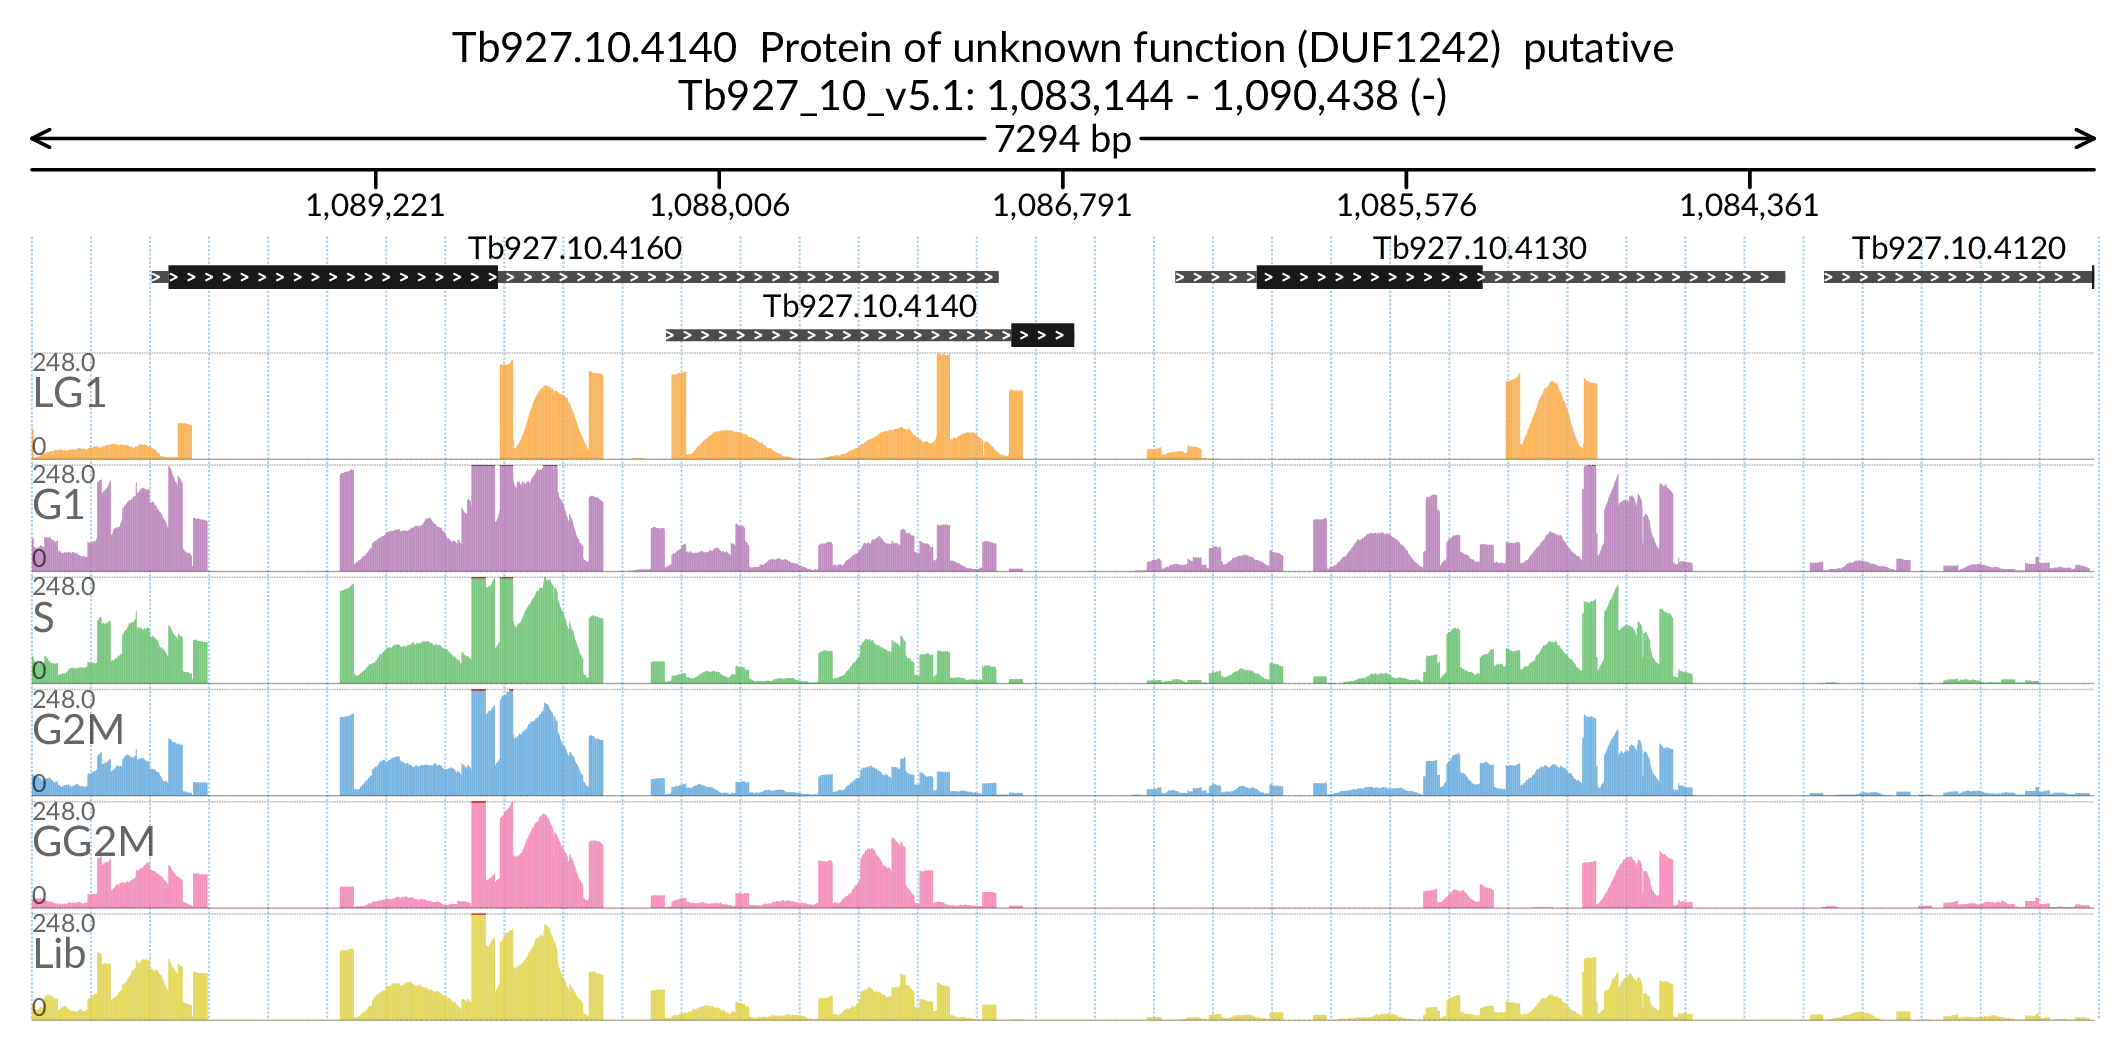 Tb927.10.4140  Protein of unknown function (DUF1242)  putative
Tb927_10_v5.1: 1,083,144 - 1,090,438 (-)
7294 bp
1,089,221 1,088,006 1,086,791 1,085,576 1,084,361
Tb927.10.4160 Tb927.10.4130 Tb927.10.4120
Tb927.10.4140
248.0
LG1
0
248.0
G1
0
248.0
S
0
248.0
G2M
0
248.0
GG2M
0
248.0
Lib
0